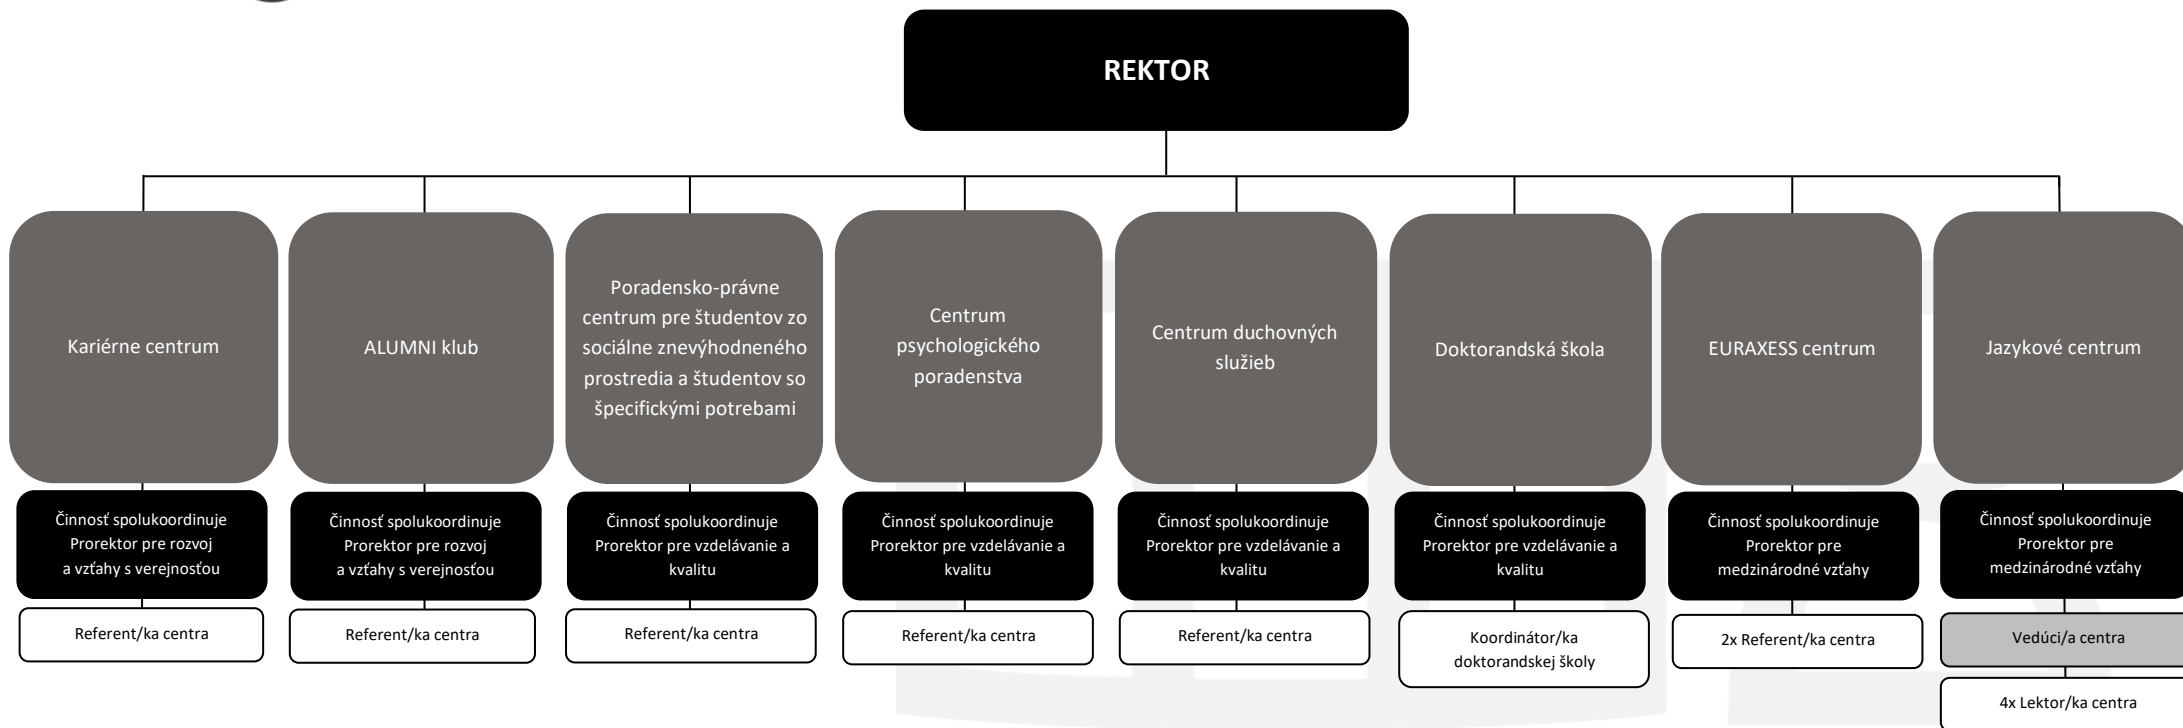 REKTOR
Kariérne centrum
ALUMNI klub
Poradensko-právne
centrum pre študentov zo
sociálne znevýhodneného
prostredia a študentov so
špecifickými potrebami
Centrum
psychologického
poradenstva
Centrum duchovných
služieb
Doktorandská škola
EURAXESS centrum
Jazykové centrum
Činnosť spolukoordinuje
Prorektor pre rozvoj
a vzťahy s verejnosťou
Činnosť spolukoordinuje
Prorektor pre rozvoj
a vzťahy s verejnosťou
Činnosť spolukoordinuje
Prorektor pre vzdelávanie a
kvalitu
Činnosť spolukoordinuje
Prorektor pre vzdelávanie a
kvalitu
Činnosť spolukoordinuje
Prorektor pre vzdelávanie a
kvalitu
Činnosť spolukoordinuje
Prorektor pre vzdelávanie a
kvalitu
Činnosť spolukoordinuje
Prorektor pre
medzinárodné vzťahy
Činnosť spolukoordinuje
Prorektor pre
medzinárodné vzťahy
Referent/ka centra
Referent/ka centra
Referent/ka centra
Referent/ka centra
Referent/ka centra
Koordinátor/ka
doktorandskej školy
2x Referent/ka centra
Vedúci/a centra
4x Lektor/ka centra